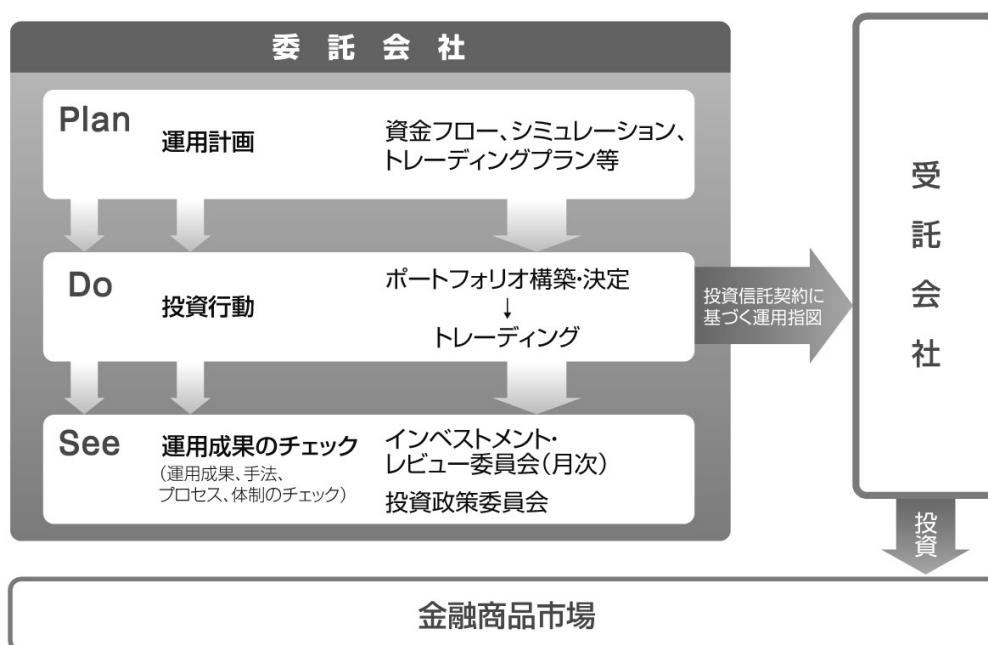 委託会社
Plan
運用計画
資金フロー、シミュレーション、
トレーディングプラン等
Do
投資行動
ポートフォリオ構築・決定
↓
トレーディング
投資信託契約に
基づく運用指図
See
運用成果のチェック
(運用成果、手法、
プロセス、体制のチェック)
インベストメント・
レビュー委員会(月次)
投資政策委員会
受託会社
投資
金融商品市場